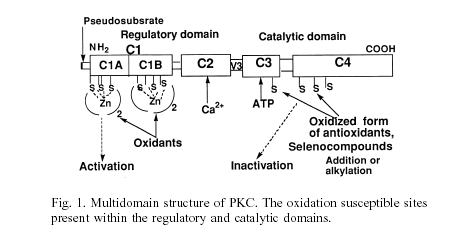 Pseudosubsrate
Regulatory domain
Catalytic domain
NH2
C1
COOH
C1A
C1B
C2
V3
C3
C4
S S S S
S S S S
S
S S S
Zn
2
Zn
2
Ca2+
ATP
Oxidants
Oxidized form
of antioxidants,
Selenocompounds
Addition or
alkylation
Activation
Inactivation
Fig. 1. Multidomain structure of PKC. The oxidation susceptible sites
present within the regulatory and catalytic domains.